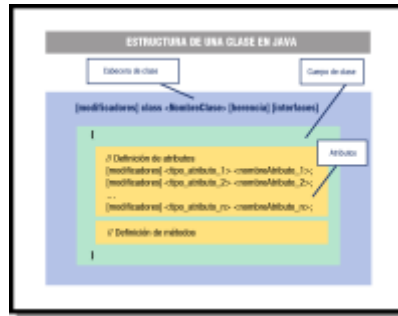 ESTRUCTURA DE UNA CLASE EN JAVA
Cabecera de clase
Cuerpo de clase
[modificadores] class <NombreClase> [herencia] [interfaces]
{
Atributos
// Definición de atributos
[modificadores] <tipo_atributo_1> <nombreAtributo_1>;
[modificadores] <tipo_atributo_2> <nombreAtributo_2>;
...
[modificadores] <tipo_atributo_n> <nombreAtributo_n>;
// Definición de métodos
}